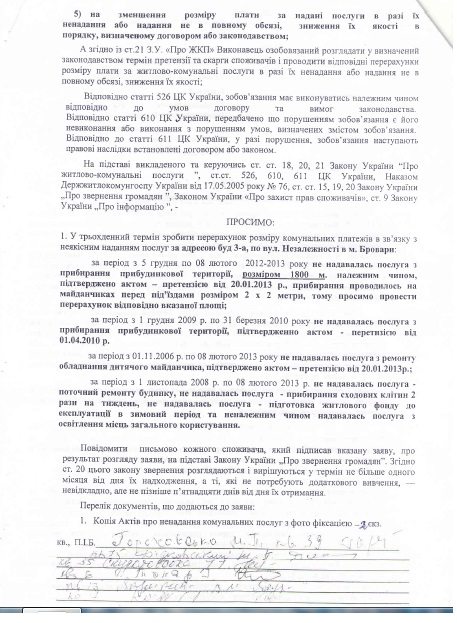 5) на зменшення розміру плати за надані послуги в разі їх
ненадання або надання не в повному обсязі, зниження їх якості в
порядку, визначеному договором або законодавством;
А згідно із ст.21 З.У. «Про ЖКП» Виконавець озобовязаний розглядати у визначений
законодавством термін претензії та скарги споживачів і проводити відповідні перерахунки
розміру плати за житлово-комунальні послуги в разі їх ненадання або надання не в
повному обсязі, зниження їх якості;
Відповідно статті 526 ЦК України, зобов'язання має виконуватись належним чином
відповідно до умов договору та вимог законодавства.
Відповідно статті 610 ЦК України, передбачено що порушенням зобов'язання є його
невиконання або виконання з порушенням умов, визначених змістом зобов'язання.
Відповідно до статті 611 ЦК України, у разі порушення, зобов'язання наступають
правові наслідки встановлені договором або законом.
На підставі викладеного та керуючись ст. ст. 18, 20, 21 Закону України "Про
житлово-комунальні послуги ", ст.ст. 526, 610, 611 ЦК України, Наказом
Держжитлокомунгоспу України від 17.05.2005 року № 76, ст. ст. 15, 19, 20 Закону України
„Про звернення громадян ", Законом України «Про захист прав споживачів», ст. 9 Закону
України „Про інформацію ", -
ПРОСИМО:
1. У трьохденний термін зробити перерахунок розміру комунальних платежів в зв'язку з
неякісним наданням послуг за адресою буд 3-а, по вул. Незалежності в м. Бровари:
за період з 5 грудня по 08 лютого 2012-2013 року не надавалась послуга з
прибирання прибудинкової території, розміром 1800 м. належним чином,
підтверджено актом – претензією від 20.01.2013 р., прибирання проводилось на
майданчиках перед під'їздами розміром 2 х 2 метри, тому просимо провести
перерахунок відповідно вказаної площі;
за період з 1 грудня 2009 р. по 31 березня 2010 року не надавалась послуга з
прибирання прибудинкової території, підтвердженно актом - перетизією від
01.04.2010 р.
за період з 01.11.2006 р. по 08 лютого 2013 року не надавалась послуга з ремонту
обладнання дитячого майданчика, підтверджено актом – претензією від 20.01.2013р.;
за період з 1 листопада 2008 р. по 08 лютого 2013 р. не надавалась послуга -
поточний ремонту будинку, не надавалась послуга - прибирання сходових клітин 2
рази на тиждень, не надавалась послуга - підготовка житлового фонду до
експлуатації в зимовий період та неналежним чином надавалась послуга з
освітлення місць загального користування.
Повідомити письмово кожного споживача, який підписав вказану заяву, про
результат розгляду заяви, на підставі Закону України „Про звернення громадян". Згідно
ст. 20 цього закону звернення розглядаються і вирішуються у термін не більше одного
місяця від дня їх надходження, а ті, які не потребують додаткового вивчення, —
невідкладно, але не пізніше п'ятнадцяти днів від дня їх отримання.
Перелік документів, що додаються до заяви:
1. Копія Актів про ненадання комунальних послуг з фото фіксацією – 2 єкз.
кв., П.І.Б. кв 39